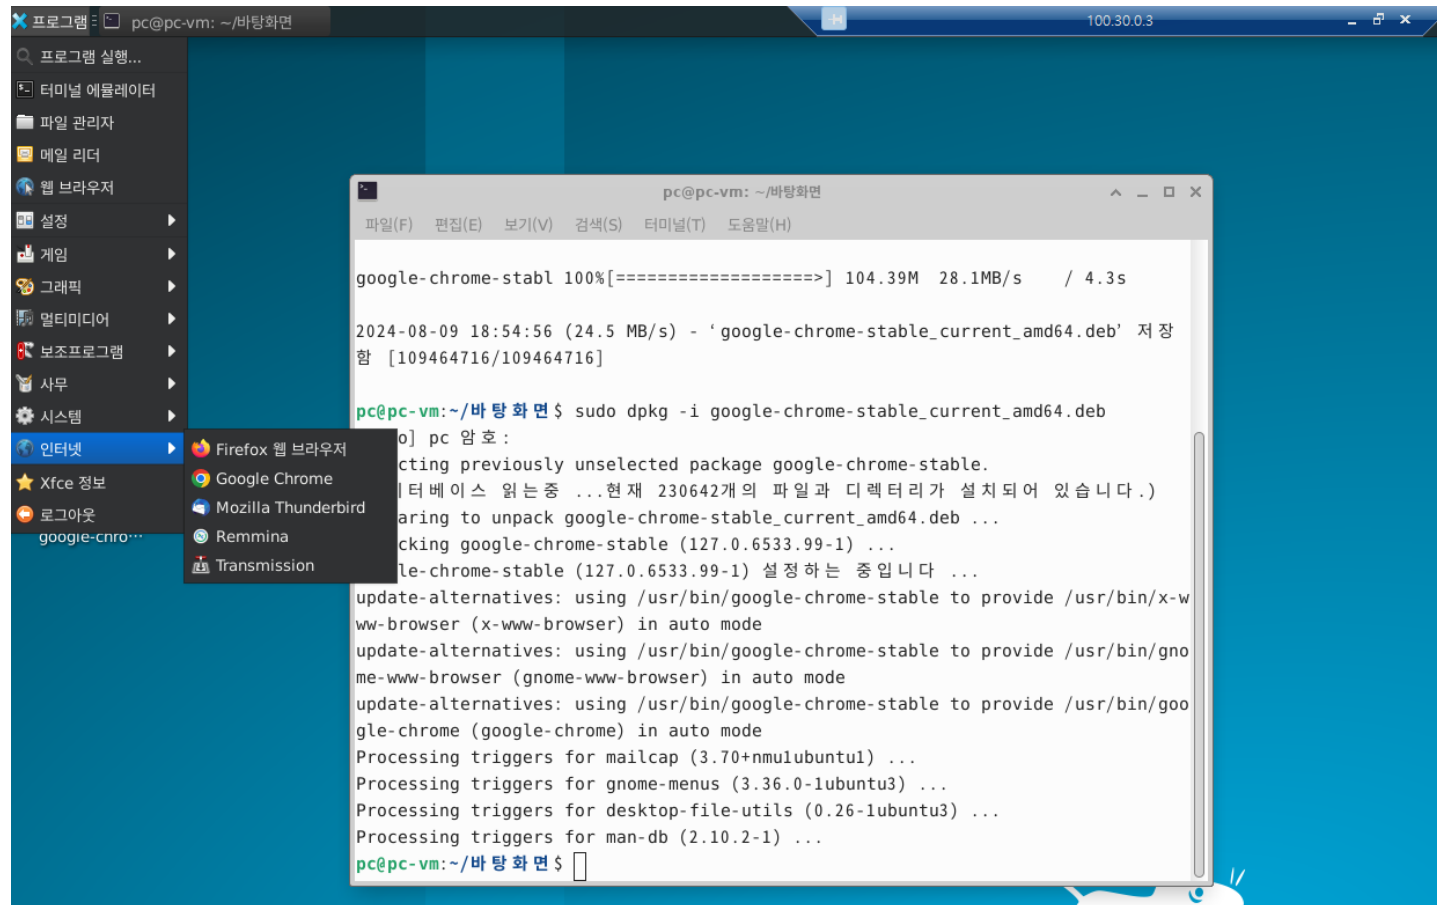 프로그램
pc@pc-vm: ~/바탕화면
100.30.0.3
프로그램 실행...
터미널 에뮬레이터
파일 관리자
메일 리더
웹 브라우저
설정
게임
그래픽
멀티미디어
보조프로그램
사무
시스템
인터넷
Xfce 정보
로그아웃
google-chro...
Firefox 웹 브라우저
Google Chrome
Mozilla Thunderbird
Remmina
Transmission
pc@pc-vm: ~/바탕화면
파일(F) 편집(E) 보기(V) 검색(S) 터미널(T) 도움말(H)
google-chrome-stabl 100%[===================>] 104.39M 28.1MB/s / 4.3s
2024-08-09 18:54:56 (24.5 MB/s) - ‘google-chrome-stable_current_amd64.deb’ 저장
함 [109464716/109464716]
pc@pc-vm:~/바탕화면$ sudo dpkg -i google-chrome-stable_current_amd64.deb
o] pc 암호:
cting previously unselected package google-chrome-stable.
터베이스 읽는중 ...현재 230642개의 파일과 디렉터리가 설치되어 있습니다.)
aring to unpack google-chrome-stable_current_amd64.deb ...
cking google-chrome-stable (127.0.6533.99-1) ...
le-chrome-stable (127.0.6533.99-1) 설정하는 중입니다 ...
update-alternatives: using /usr/bin/google-chrome-stable to provide /usr/bin/x-w
ww-browser (x-www-browser) in auto mode
update-alternatives: using /usr/bin/google-chrome-stable to provide /usr/bin/gno
me-www-browser (gnome-www-browser) in auto mode
update-alternatives: using /usr/bin/google-chrome-stable to provide /usr/bin/goo
gle-chrome (google-chrome) in auto mode
Processing triggers for mailcap (3.70+nmu1ubuntu1) ...
Processing triggers for gnome-menus (3.36.0-1ubuntu3) ...
Processing triggers for desktop-file-utils (0.26-1ubuntu3) ...
Processing triggers for man-db (2.10.2-1) ...
pc@pc-vm:~/바탕화면$